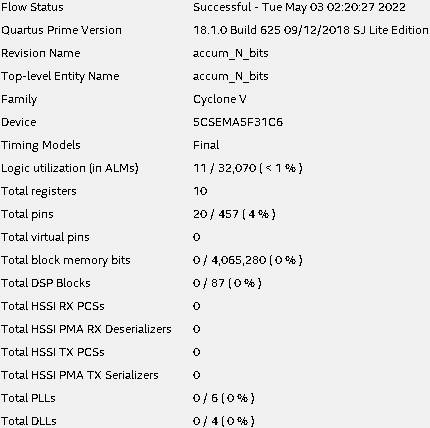 Flow Status Successful - Tue May 03 02:20:27 2022
Quartus Prime Version 18.1.0 Build 625 09/12/2018 SJ Lite Edition
Revision Name accum_N_bits
Top-level Entity Name accum_N_bits
Family Cyclone V
Device 5CSEMA5F31C6
Timing Models Final
Logic utilization (in ALMs) 11 / 32,070 ( < 1 % )
Total registers 10
Total pins 20 / 457 ( 4 % )
Total virtual pins 0
Total block memory bits 0 / 4,065,280 ( 0 % )
Total DSP Blocks 0 / 87 ( 0 % )
Total HSSI RX PCSs 0
Total HSSI PMA RX Deserializers 0
Total HSSI TX PCSs 0
Total HSSI PMA TX Serializers 0
Total PLLs 0 / 6 ( 0 % )
Total DLLs 0 / 4 ( 0 % )